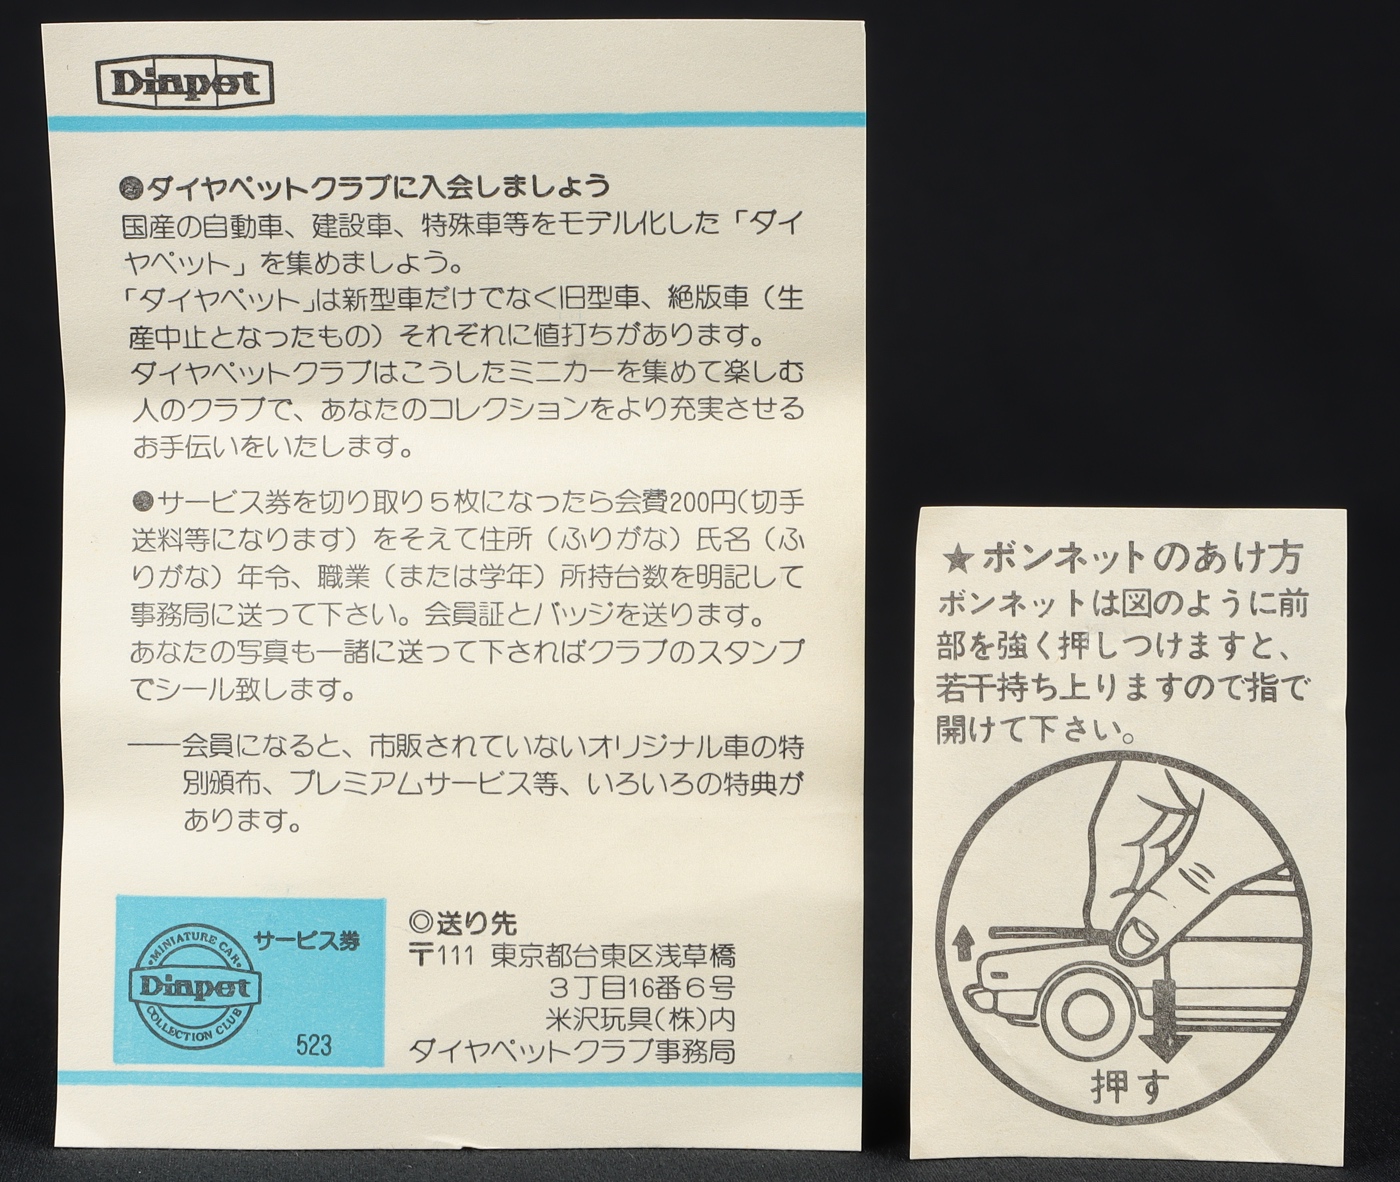 Diapet
●ダイヤペットクラブに入会しましょう
国産の自動車、建設車、特殊車等をモデル化した「ダイ
ヤペット」を集めましょう。
「ダイヤペット」は新型車だけでなく旧型車、絶版車（生
産中止となったもの）それぞれに値打ちがあります。
ダイヤペットクラブはこうしたミニカーを集めて楽しむ
人のクラブで、あなたのコレクションをより充実させる
お手伝いをいたします。
●サービス券を切り取り５枚になったら会費200円（切手
送料等になります）をそえて住所（ふりがな）氏名（ふ
りがな）年令、職業（または学年）所持台数を明記して
事務局に送って下さい。会員証とバッジを送ります。
あなたの写真も一諸に送って下さればクラブのスタンプ
でシール致します。
──会員になると、市販されていないオリジナル車の特
別頒布、プレミアムサービス等、いろいろの特典が
あります。
サービス券
MINIATURE CAR
Diapet
COLLECTION CLUB
523
◎送り先
〒111 東京都台東区浅草橋
３丁目16番６号
米沢玩具(株)内
ダイヤペットクラブ事務局
★ボンネットのあけ方
ボンネットは図のように前
部を強く押しつけますと、
若干持ち上りますので指で
開けて下さい。
押す